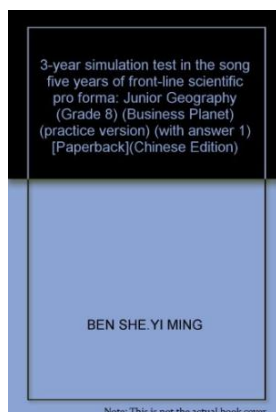 3-year simulation test in the song
five years of front-line scientific
pro forma: Junior Geography
(Grade 8) (Business Planet)
(practice version) (with answer 1)
[Paperback](Chinese Edition)
BEN SHE.YI MING
Note: This is not the actual book cover